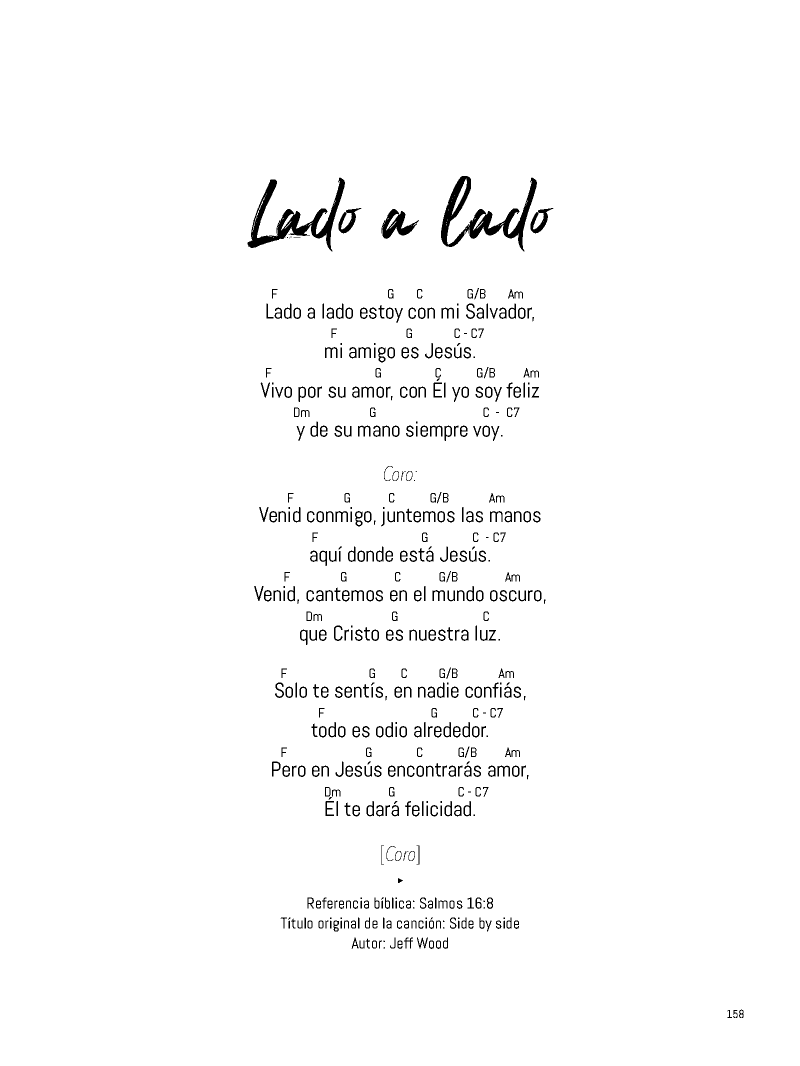 Lado a lado
F G C G/B Am
Lado a lado estoy con mi Salvador,
F G C - C7
mi amigo es Jesús.
F G C G/B Am
Vivo por su amor, con Él yo soy feliz
Dm G C - C7
y de su mano siempre voy.
Coro:
F G C G/B Am
Venid conmigo, juntemos las manos
F G C - C7
aquí donde está Jesús.
F G C G/B Am
Venid, cantemos en el mundo oscuro,
Dm G C
que Cristo es nuestra luz.
F G C G/B Am
Solo te sentís, en nadie confiás,
F G C - C7
todo es odio alrededor.
F G C G/B Am
Pero en Jesús encontrarás amor,
Dm G C - C7
Él te dará felicidad.
[Coro]
Referencia bíblica: Salmos 16:8
Título original de la canción: Side by side
Autor: Jeff Wood
158